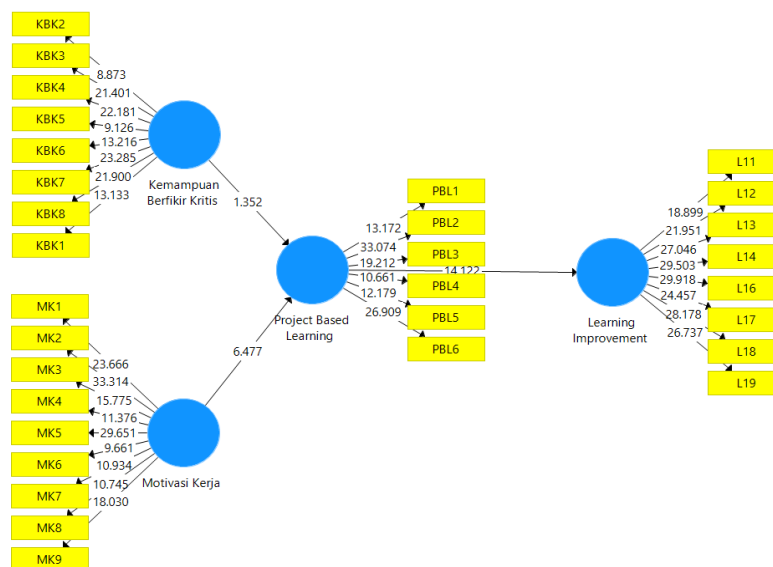 KBK2
KBK3
KBK4
KBK5
KBK6
KBK7
KBK8
KBK1
8.873
21.401
22.181
9.126
13.216
23.285
21.900
13.133
Kemampuan
Berfikir Kritis
1.352
MK1
MK2
MK3
MK4
MK5
MK6
MK7
MK8
MK9
23.666
33.314
15.775
11.376
29.651
9.661
10.934
10.745
18.030
Motivasi Kerja
6.477
Project Based
Learning
13.172
33.074
19.212
10.661
12.179
26.909
PBL1
PBL2
PBL3
PBL4
PBL5
PBL6
14.122
Learning
Improvement
18.899
21.951
27.046
29.503
29.918
24.457
28.178
26.737
L11
L12
L13
L14
L16
L17
L18
L19